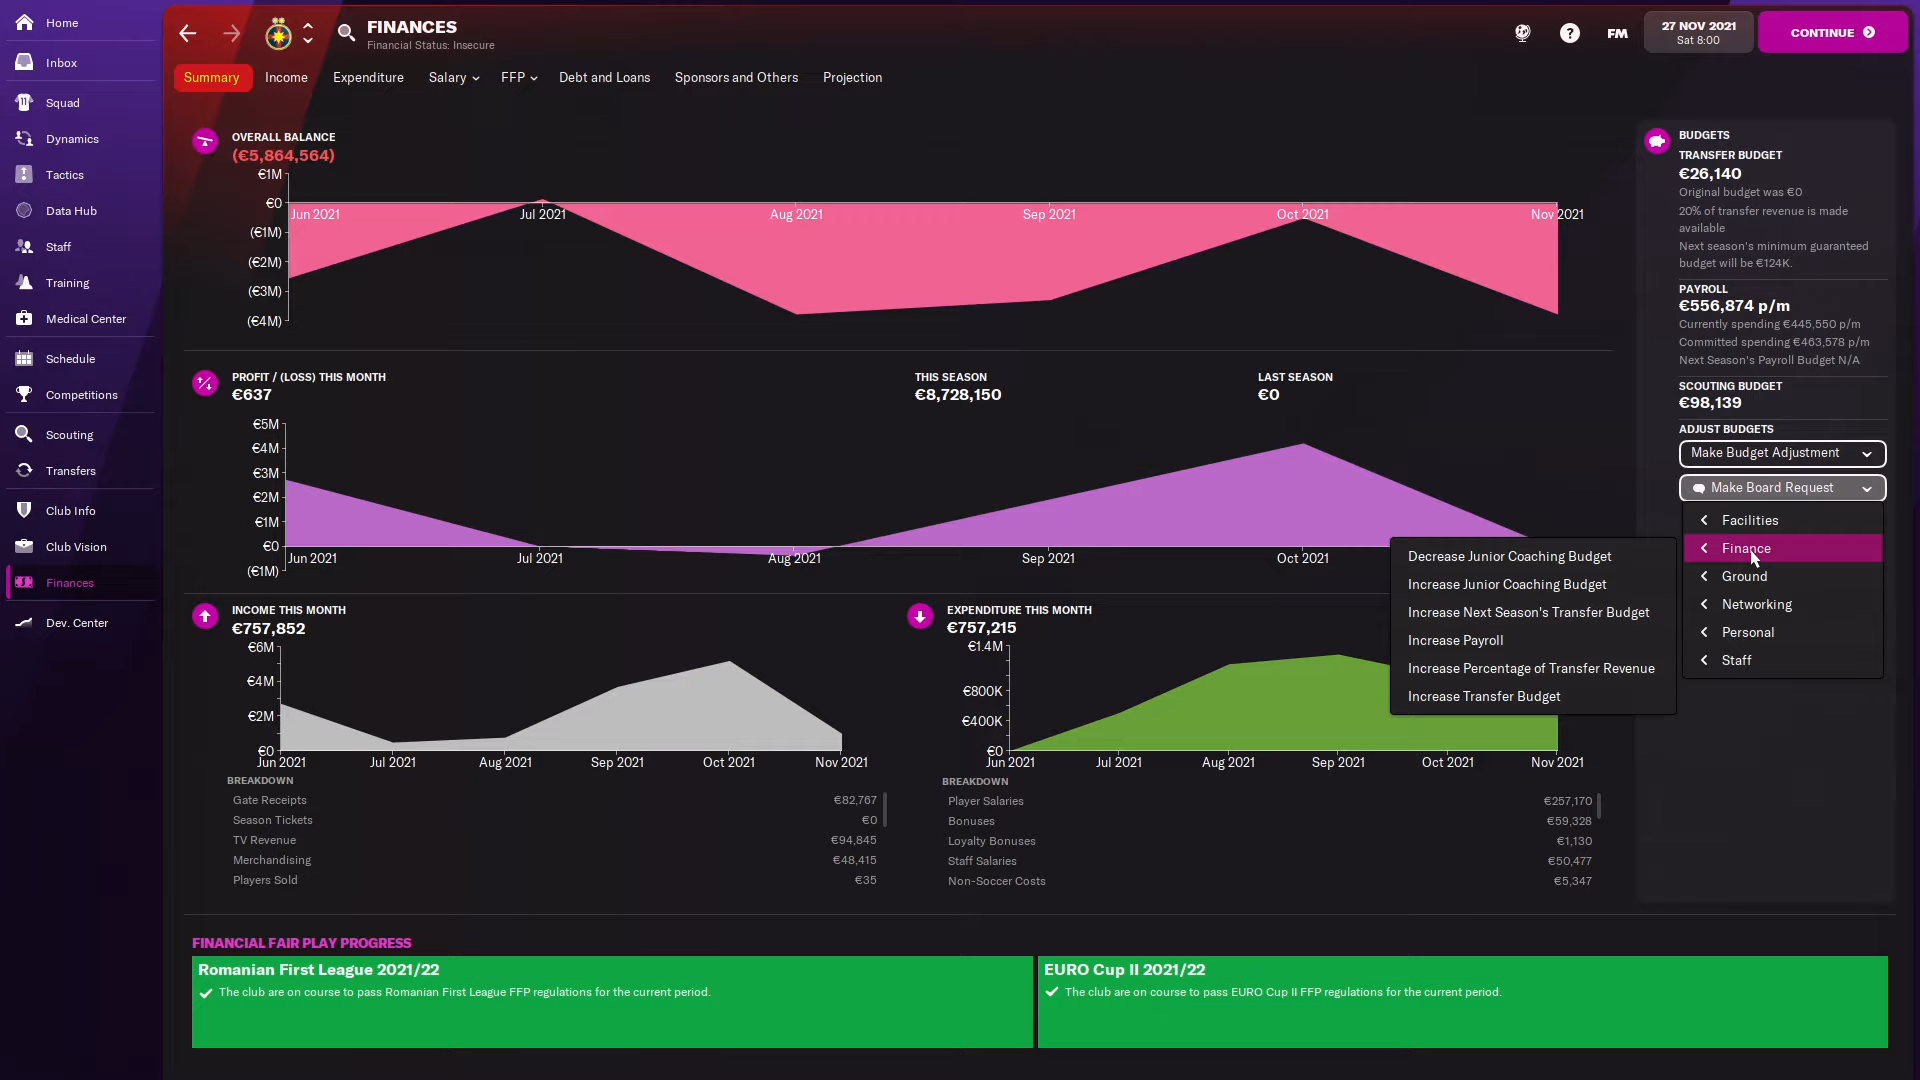 Home
Inbox
Squad
Dynamics
Tactics
Data Hub
Staff
Training
Medical Center
Schedule
Competitions
Scouting
Transfers
Club Info
Club Vision
Finances
Dev. Center
FINANCES
Financial Status: Insecure
FM
27 NOV 2021
Sat 8:00
CONTINUE
Summary
Income
Expenditure
Salary
FFP
Debt and Loans
Sponsors and Others
Projection
OVERALL BALANCE
(€5,864,564)
€1M
€0
(€1M)
(€2M)
(€3M)
(€4M)
Jun 2021
Jul 2021
Aug 2021
Sep 2021
Oct 2021
Nov 2021
PROFIT / (LOSS) THIS MONTH
€637
THIS SEASON
€8,728,150
LAST SEASON
€0
€5M
€4M
€3M
€2M
€1M
€0
(€1M)
Jun 2021
Jul 2021
Aug 2021
Sep 2021
Oct 2021
INCOME THIS MONTH
€757,852
€6M
€4M
€2M
€0
Jun 2021
Jul 2021
Aug 2021
Sep 2021
Oct 2021
Nov 2021
BREAKDOWN
Gate Receipts €82,767
Season Tickets €0
TV Revenue €94,845
Merchandising €48,415
Players Sold €35
EXPENDITURE THIS MONTH
€757,215
€1.4M
€800K
€400K
€0
Jun 2021
Jul 2021
Aug 2021
Sep 2021
Oct 2021
Nov 2021
BREAKDOWN
Player Salaries €257,170
Bonuses €59,328
Loyalty Bonuses €1,130
Staff Salaries €50,477
Non-Soccer Costs €5,347
BUDGETS
TRANSFER BUDGET
€26,140
Original budget was €0
20% of transfer revenue is made
available
Next season's minimum guaranteed
budget will be €124K.
PAYROLL
€556,874 p/m
Currently spending €445,550 p/m
Committed spending €463,578 p/m
Next Season's Payroll Budget N/A
SCOUTING BUDGET
€98,139
ADJUST BUDGETS
Make Budget Adjustment
Make Board Request
Facilities
Finance
Ground
Networking
Personal
Staff
Decrease Junior Coaching Budget
Increase Junior Coaching Budget
Increase Next Season's Transfer Budget
Increase Payroll
Increase Percentage of Transfer Revenue
Increase Transfer Budget
FINANCIAL FAIR PLAY PROGRESS
Romanian First League 2021/22
The club are on course to pass Romanian First League FFP regulations for the current period.
EURO Cup II 2021/22
The club are on course to pass EURO Cup II FFP regulations for the current period.